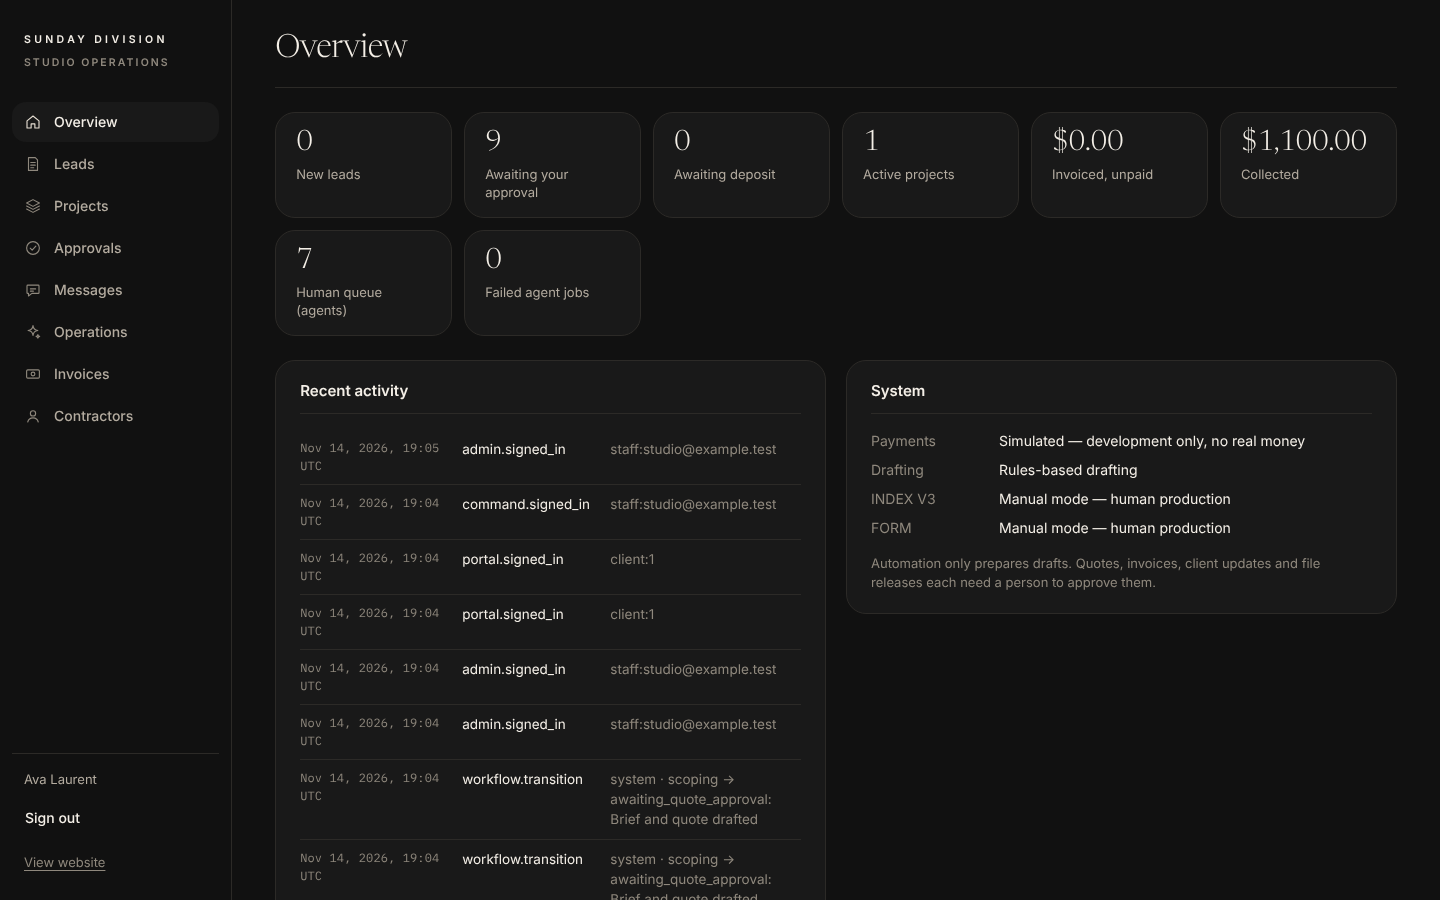 SUNDAY DIVISION
STUDIO OPERATIONS
Overview
Leads
Projects
Approvals
Messages
Operations
Invoices
Contractors
Ava Laurent
Sign out
View website
Overview
0
New leads
9
Awaiting your
approval
0
Awaiting deposit
1
Active projects
$0.00
Invoiced, unpaid
$1,100.00
Collected
7
Human queue
(agents)
0
Failed agent jobs
Recent activity
Nov 14, 2026, 19:05 UTC admin.signed_in staff:studio@example.test
Nov 14, 2026, 19:04 UTC command.signed_in staff:studio@example.test
Nov 14, 2026, 19:04 UTC portal.signed_in client:1
Nov 14, 2026, 19:04 UTC portal.signed_in client:1
Nov 14, 2026, 19:04 UTC admin.signed_in staff:studio@example.test
Nov 14, 2026, 19:04 UTC admin.signed_in staff:studio@example.test
Nov 14, 2026, 19:04 UTC workflow.transition system · scoping →
awaiting_quote_approval:
Brief and quote drafted
Nov 14, 2026, 19:04 UTC workflow.transition system · scoping →
awaiting_quote_approval:
Brief and quote drafted
System
Payments Simulated — development only, no real money
Drafting Rules-based drafting
INDEX V3 Manual mode — human production
FORM Manual mode — human production
Automation only prepares drafts. Quotes, invoices, client updates and file
releases each need a person to approve them.